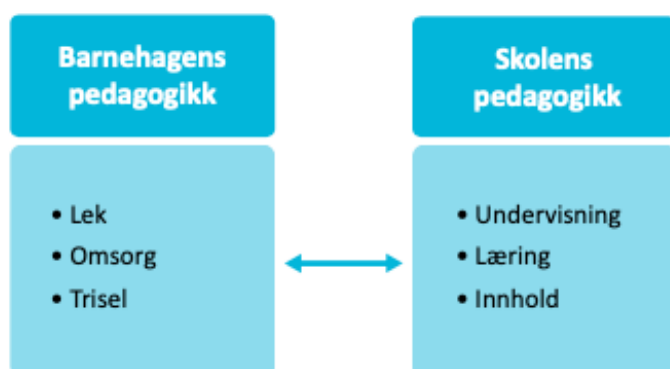 Barnehagens
pedagogikk
• Lek
• Omsorg
• Trisel
Skolens
pedagogikk
• Undervisning
• Læring
• Innhold